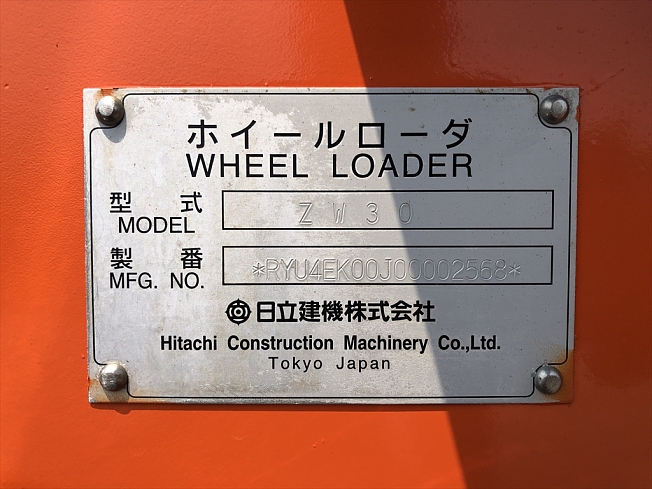 ホイールローダ
WHEEL LOADER
型式 ZW30
MODEL
製番 *RYU4EK00J00002568*
MFG. NO.
日立建機株式会社
Hitachi Construction Machinery Co.,Ltd.
Tokyo Japan